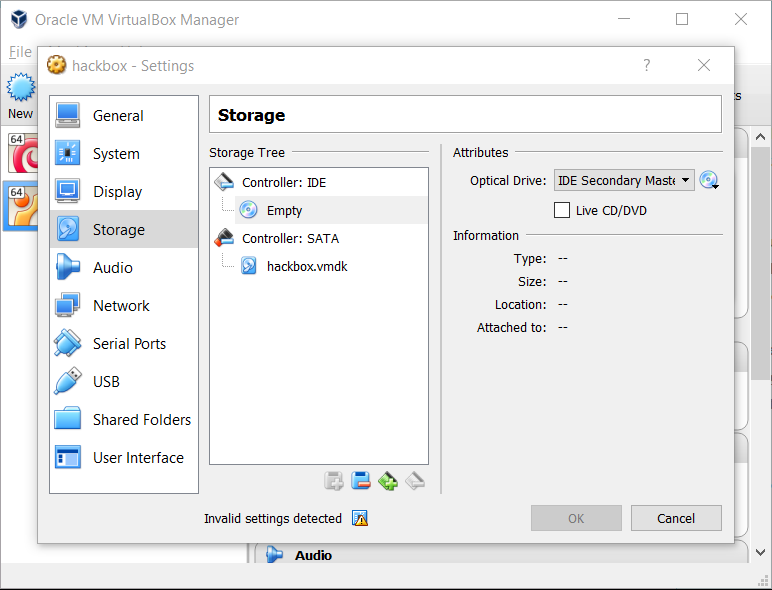 Oracle VM VirtualBox Manager
File
hackbox - Settings
?
New
64
64
General
System
Display
Storage
Audio
Network
Serial Ports
USB
Shared Folders
User Interface
Storage
Storage Tree
Controller: IDE
Empty
Controller: SATA
hackbox.vmdk
Attributes
Optical Drive: IDE Secondary Maste
Live CD/DVD
Information
Type: --
Size: --
Location: --
Attached to: --
Invalid settings detected
OK
Cancel
Audio